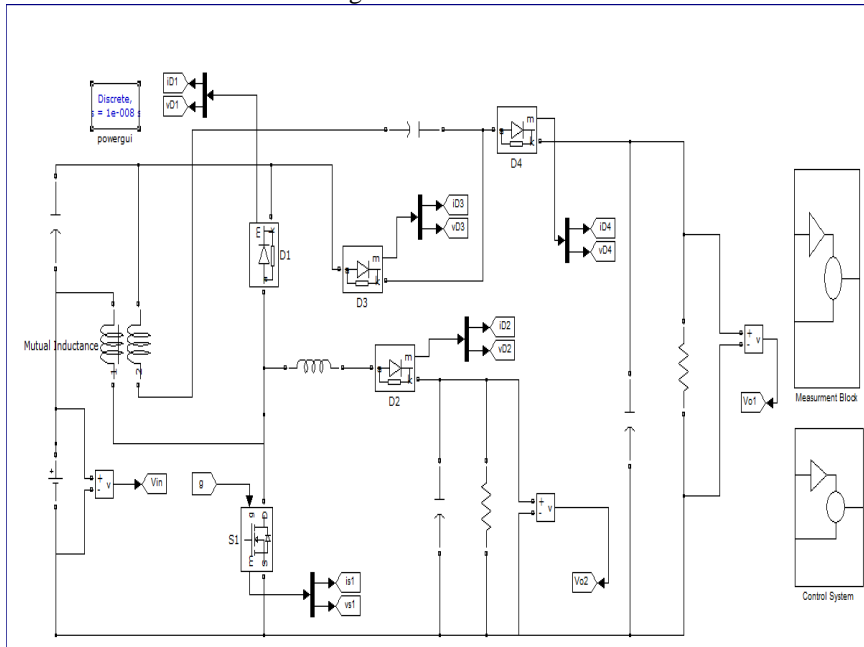 iD1
vD1
Discrete,
s = 1e-008 s
powergui
m
k
D4
iD3
vD3
iD4
vD4
D1
m
k
D3
Mutual Inductance
1
2
iD2
vD2
m
k
D2
+
-
v
Vo1
Measurment Block
+
-
v
Vin
g
S1
is1
vs1
+
-
v
Vo2
Control System